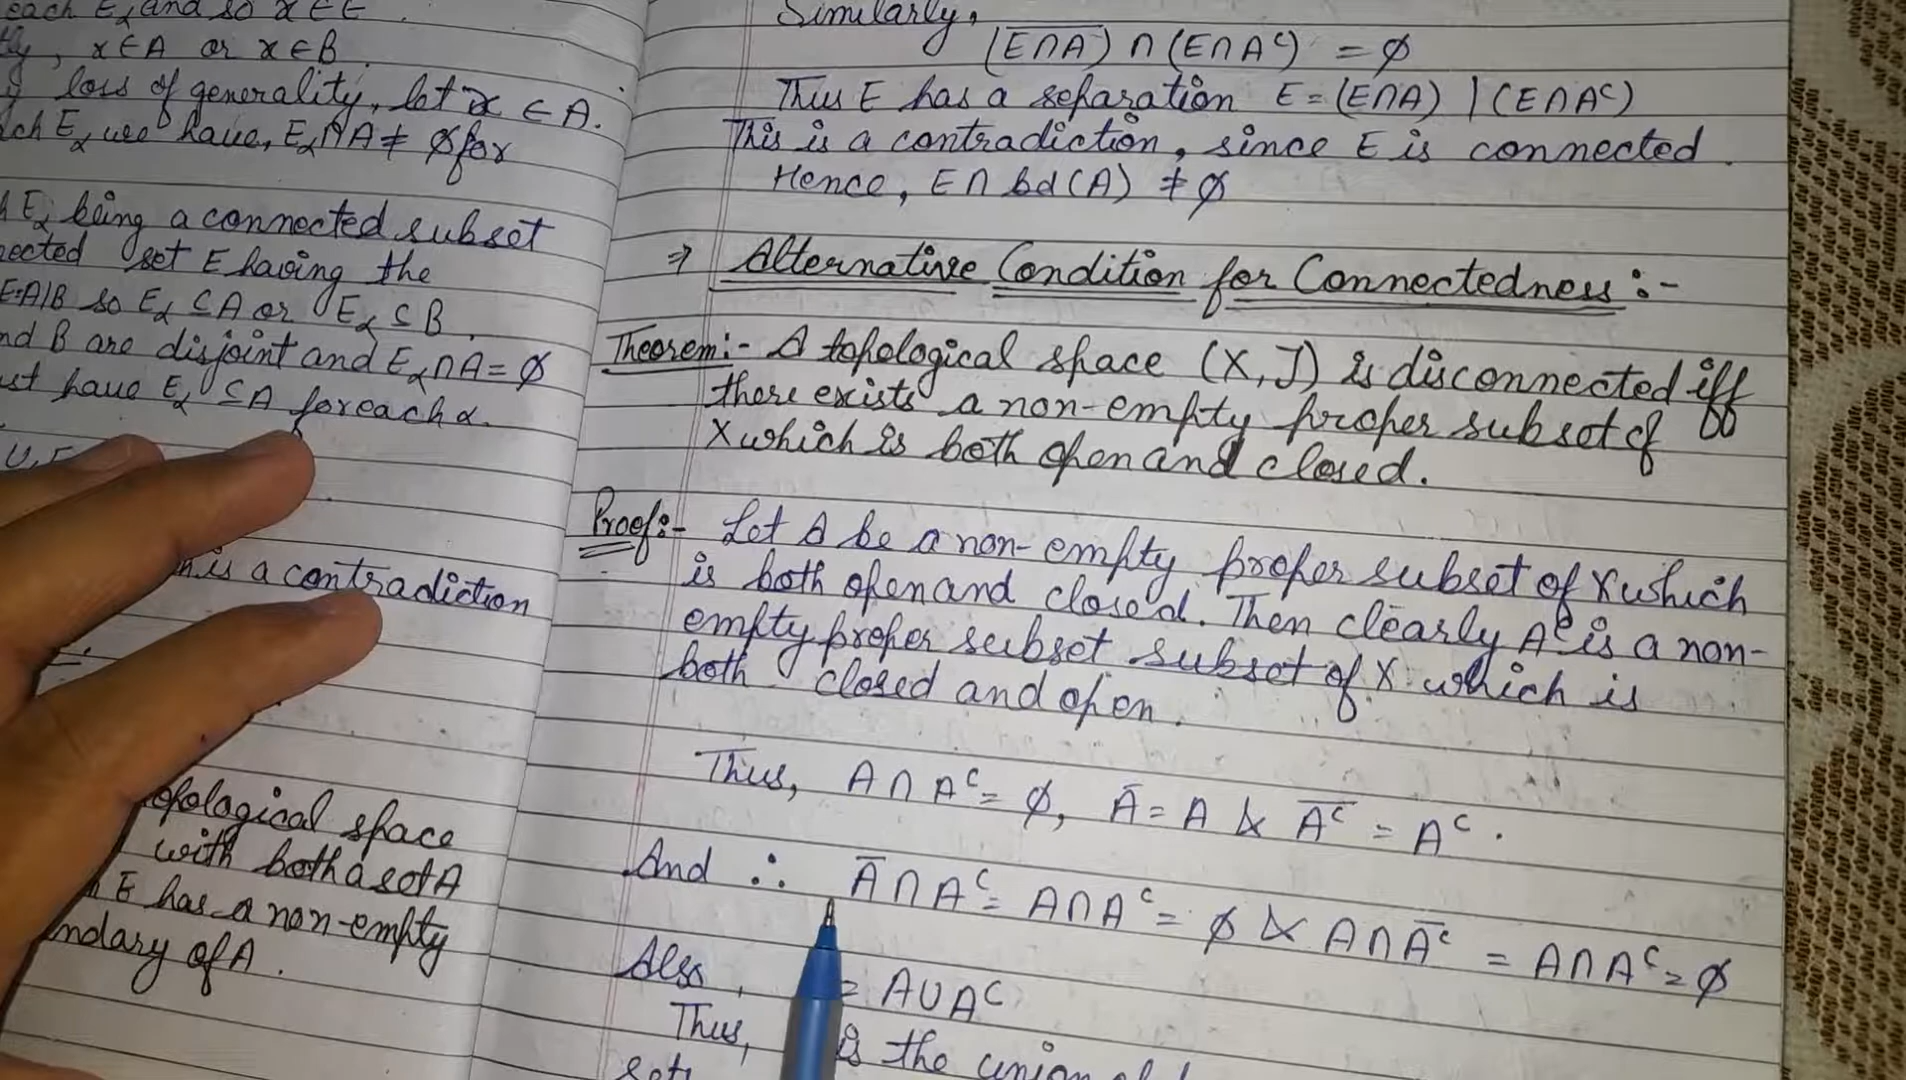 each Eα and so x ∈ E.
x ∈ A or x ∈ B.
loss of generality, let x ∈ A.
Eα we have, Eα ∩ A ≠ ∅ for
Eα being a connected subset
set E having the
E=A|B so Eα ⊆ A or Eα ⊆ B.
B are disjoint and Eα ∩ A = ∅
have Eα ⊆ A for each α.
is a contradiction
space
with both a set A
E has a non-empty
of A.
Similarly,
(E∩A̅) ∩ (E∩Aᶜ) = ∅
Thus E has a separation E = (E∩A) | (E∩Aᶜ)
This is a contradiction, since E is connected.
Hence, E ∩ bd(A) ≠ ∅
⇒ Alternative Condition for Connectedness :-
Theorem:- A topological space (X, J) is disconnected iff
there exists a non-empty proper subset of
X which is both open and closed.
Proof:- Let A be a non-empty proper subset of X which
is both open and closed. Then clearly Aᶜ is a non-
empty proper subset subset of X which is
both closed and open.
Thus, A ∩ Aᶜ = ∅, A̅ = A & A̅ᶜ̅ = Aᶜ.
And ∴ A̅ ∩ Aᶜ = A ∩ Aᶜ = ∅ & A ∩ A̅ᶜ̅ = A ∩ Aᶜ = ∅
Also, = A ∪ Aᶜ
Thus, is the union of